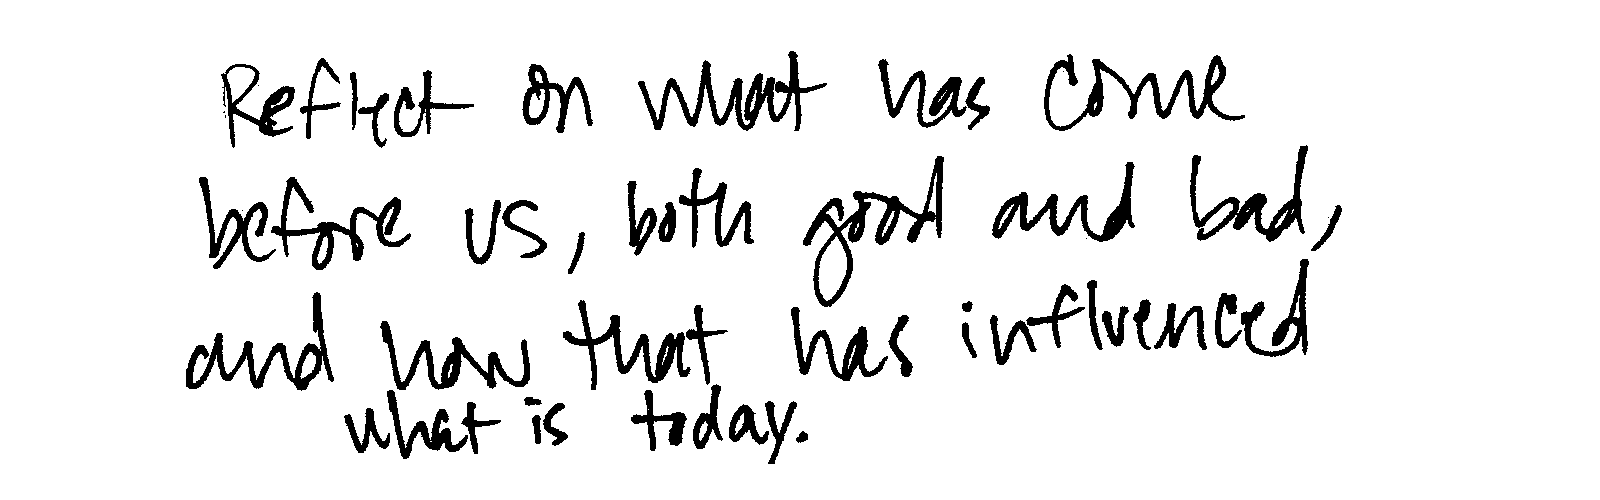 Reflect on what has come
before us, both good and bad,
and how that has influenced
what is today.